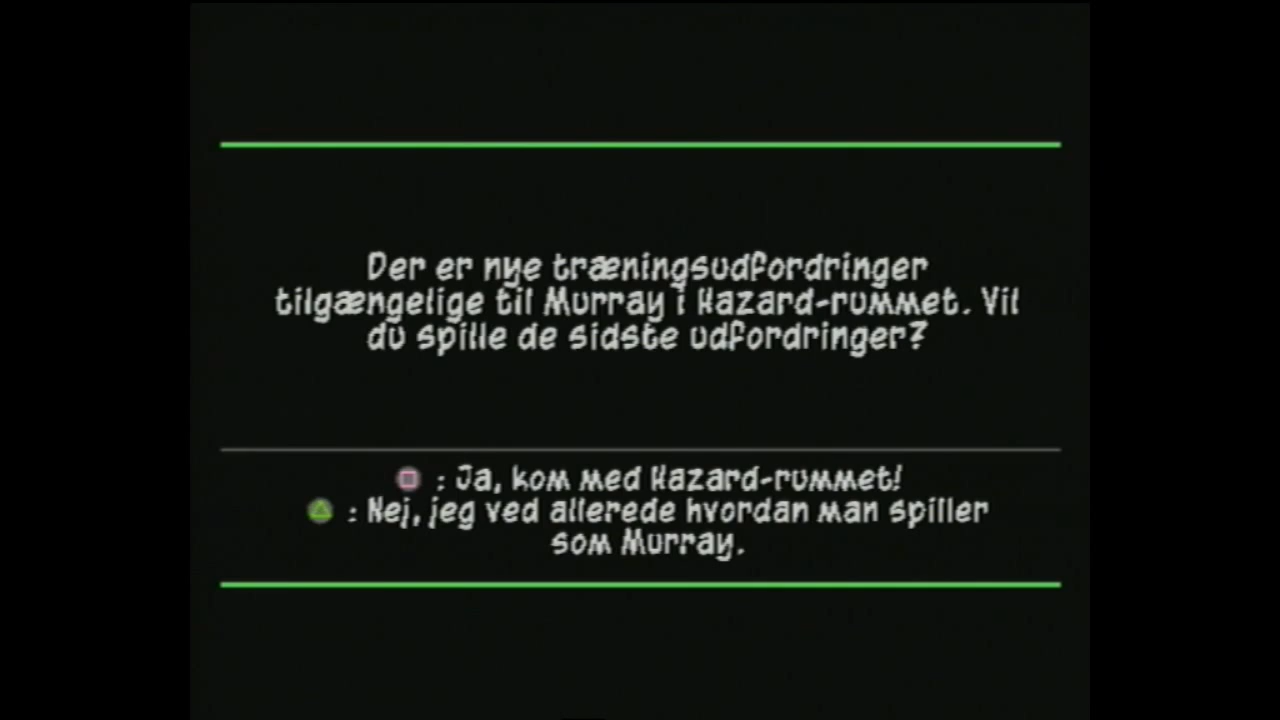 Der er nye træningsudfordringer
tilgængelige til Murray i Hazard-rummet. Vil
du spille de sidste udfordringer?
: Ja, kom med Hazard-rummet!
: Nej, jeg ved allerede hvordan man spiller
som Murray.